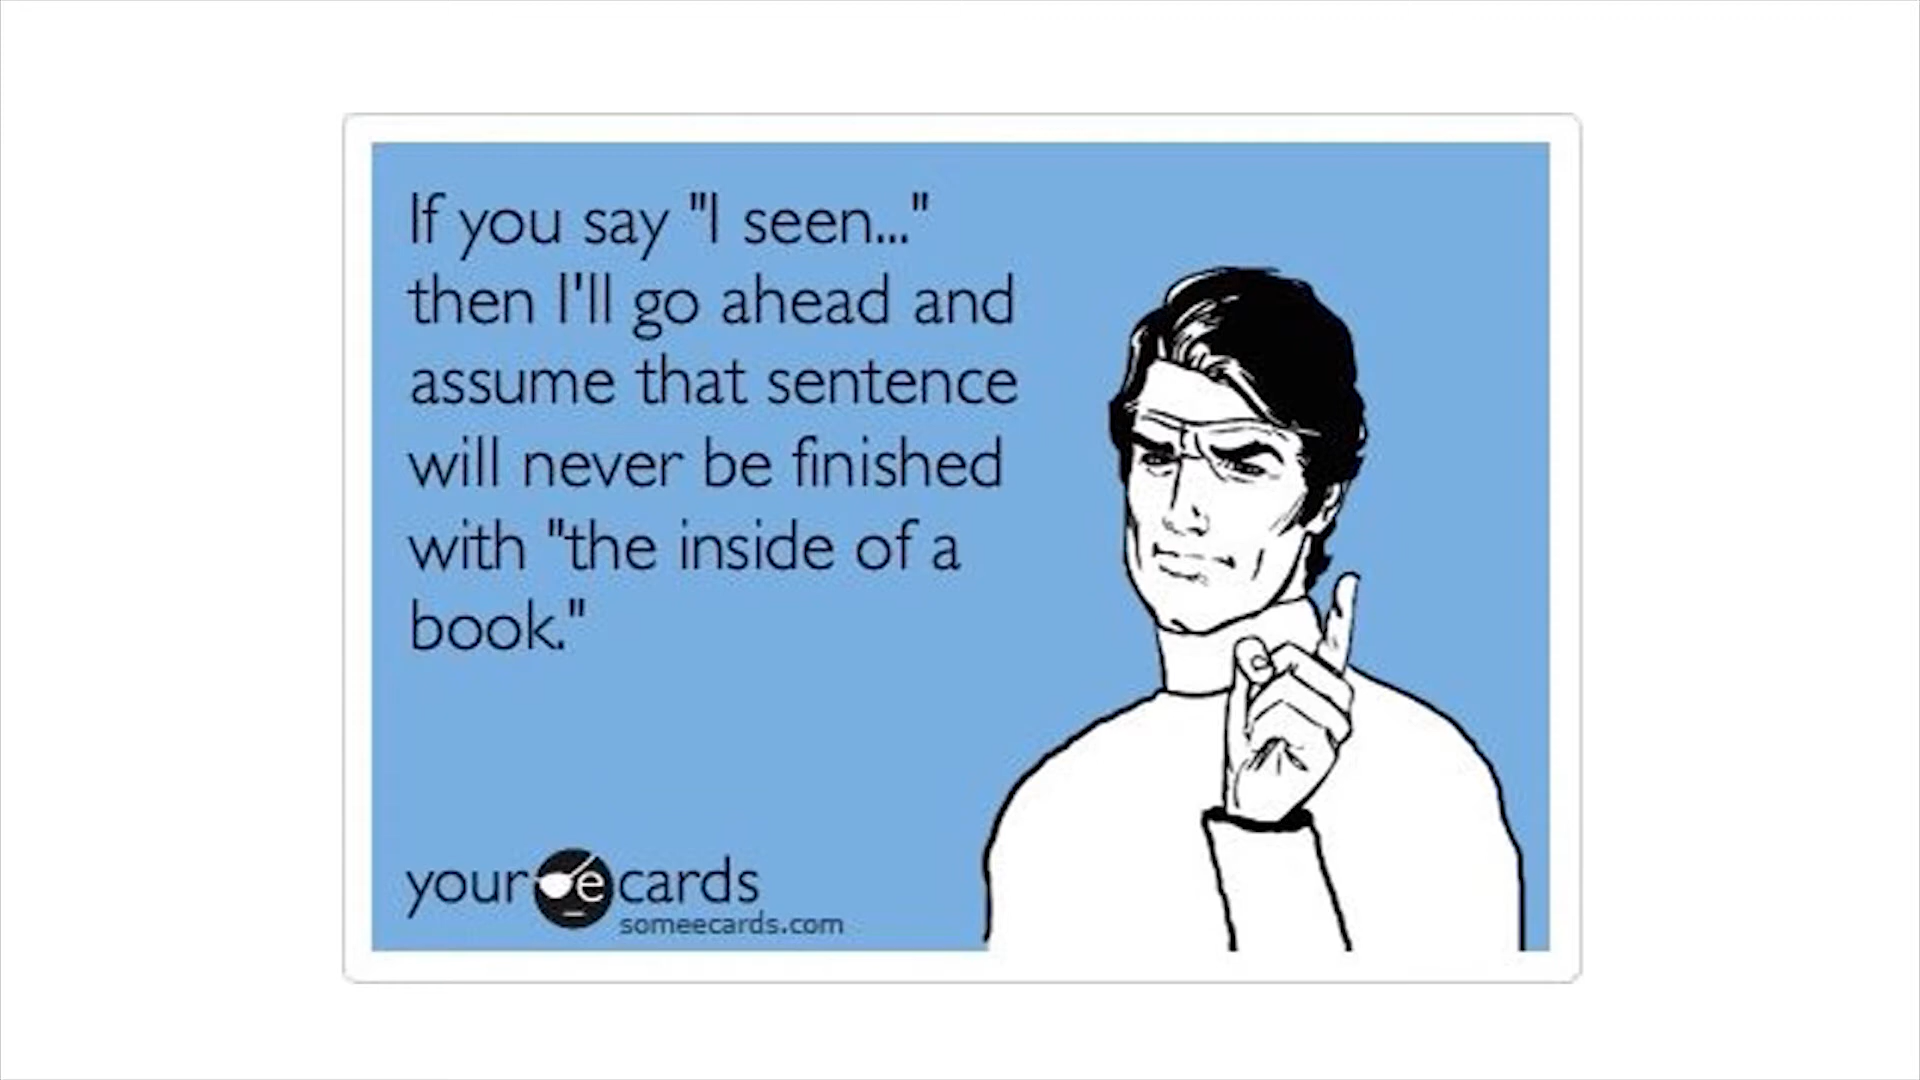 If you say "I seen..."
then I'll go ahead and
assume that sentence
will never be finished
with "the inside of a
book."
your e cards
someecards.com